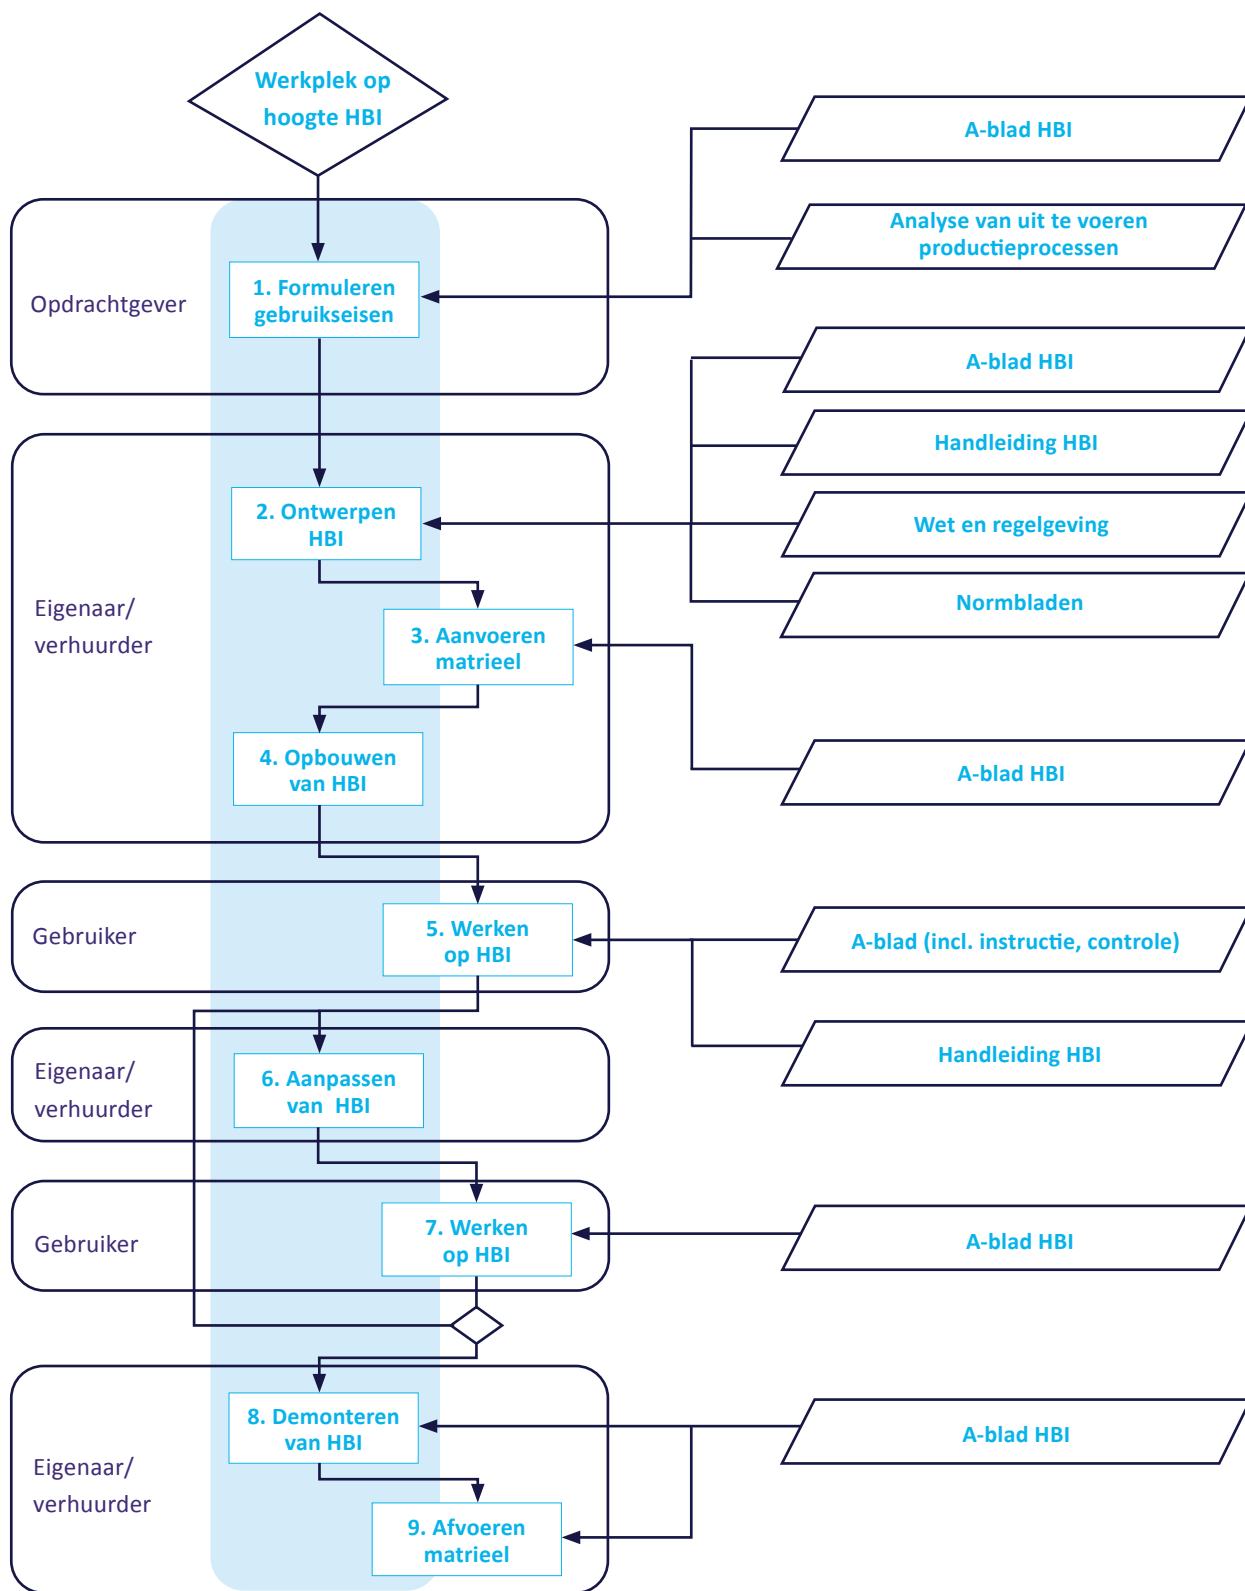 Werkplek op
hoogte HBI
A-blad HBI
Analyse van uit te voeren
productieprocessen
Opdrachtgever
1. Formuleren
gebruikseisen
A-blad HBI
Handleiding HBI
2. Ontwerpen
HBI
Wet en regelgeving
Normbladen
Eigenaar/
verhuurder
3. Aanvoeren
matrieel
4. Opbouwen
van HBI
A-blad HBI
Gebruiker
5. Werken
op HBI
A-blad (incl. instructie, controle)
Handleiding HBI
Eigenaar/
verhuurder
6. Aanpassen
van  HBI
Gebruiker
7. Werken
op HBI
A-blad HBI
8. Demonteren
van HBI
A-blad HBI
Eigenaar/
verhuurder
9. Afvoeren
matrieel